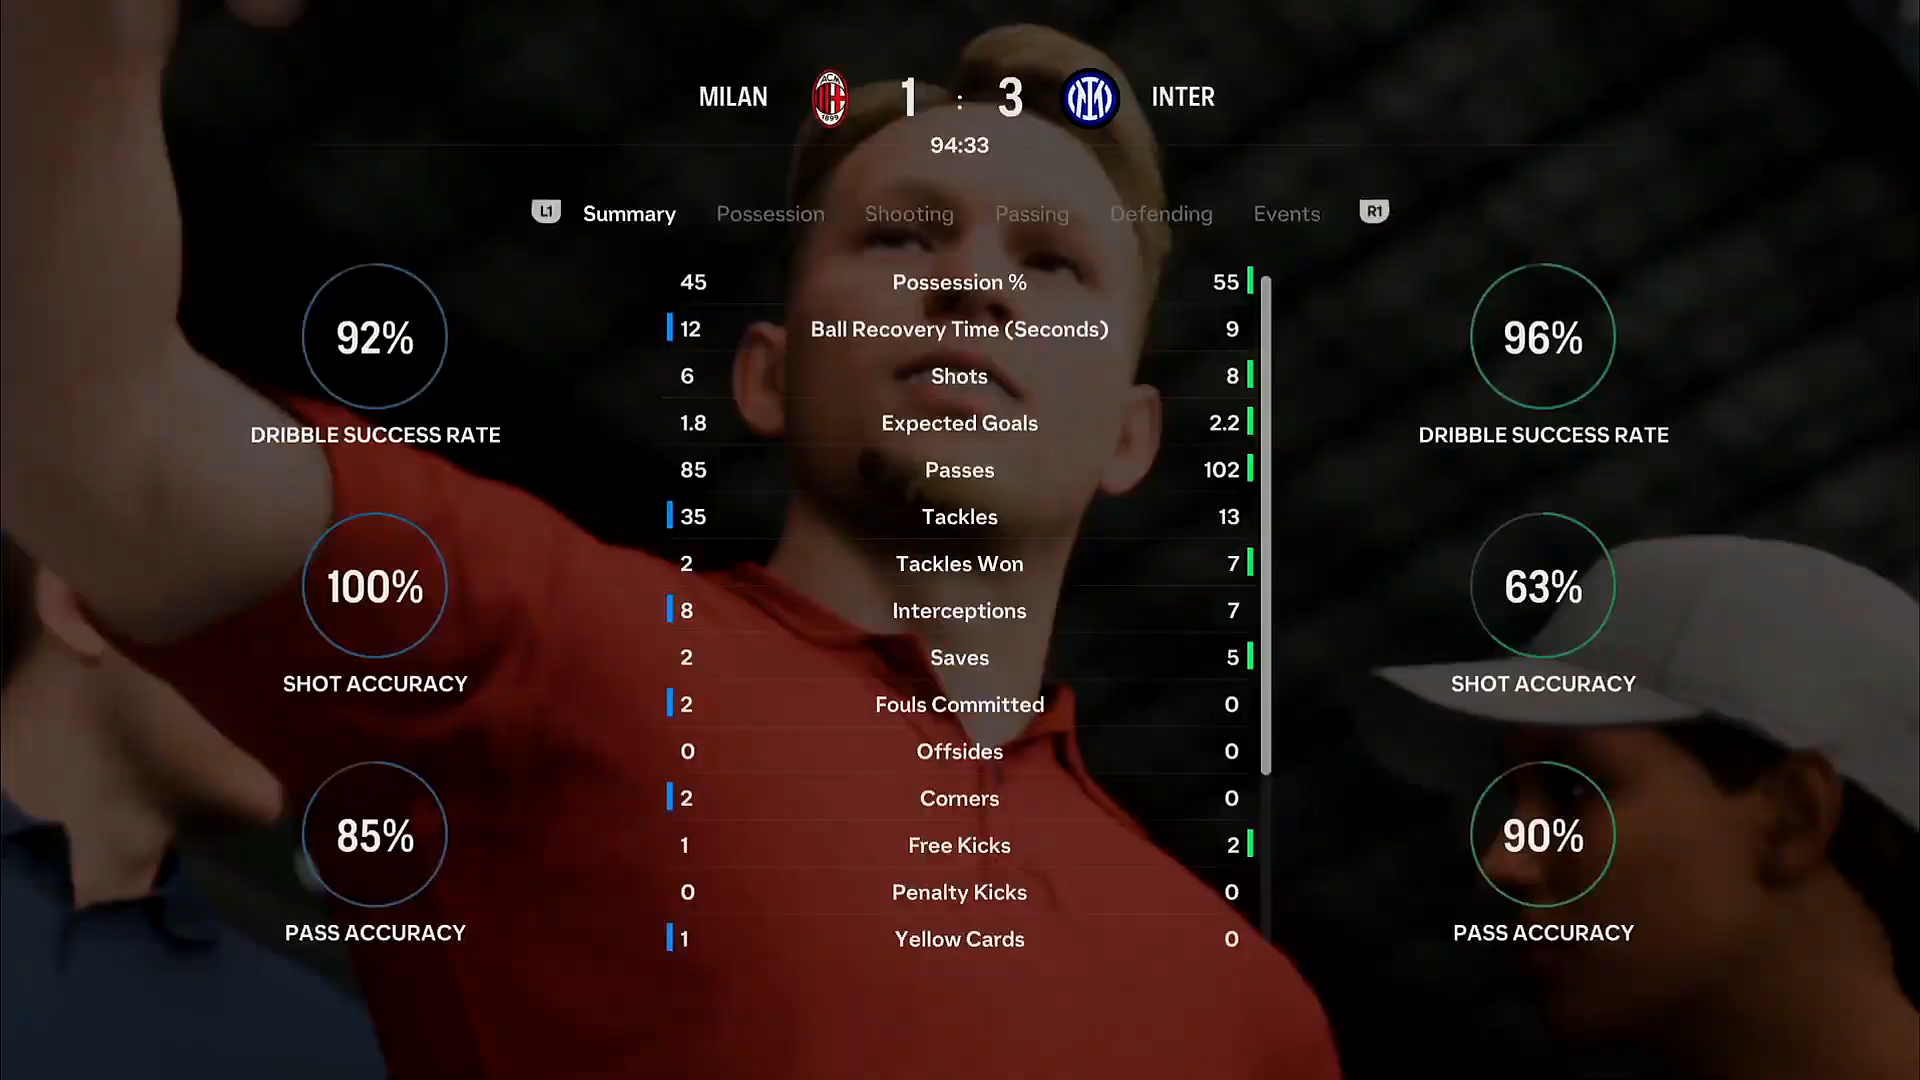 MILAN 1 : 3 INTER
94:33
L1 Summary Possession Shooting Passing Defending Events R1
45 Possession % 55
12 Ball Recovery Time (Seconds) 9
6 Shots 8
1.8 Expected Goals 2.2
85 Passes 102
35 Tackles 13
2 Tackles Won 7
8 Interceptions 7
2 Saves 5
2 Fouls Committed 0
0 Offsides 0
2 Corners 0
1 Free Kicks 2
0 Penalty Kicks 0
1 Yellow Cards 0
92%
DRIBBLE SUCCESS RATE
100%
SHOT ACCURACY
85%
PASS ACCURACY
96%
DRIBBLE SUCCESS RATE
63%
SHOT ACCURACY
90%
PASS ACCURACY
ACM
1899